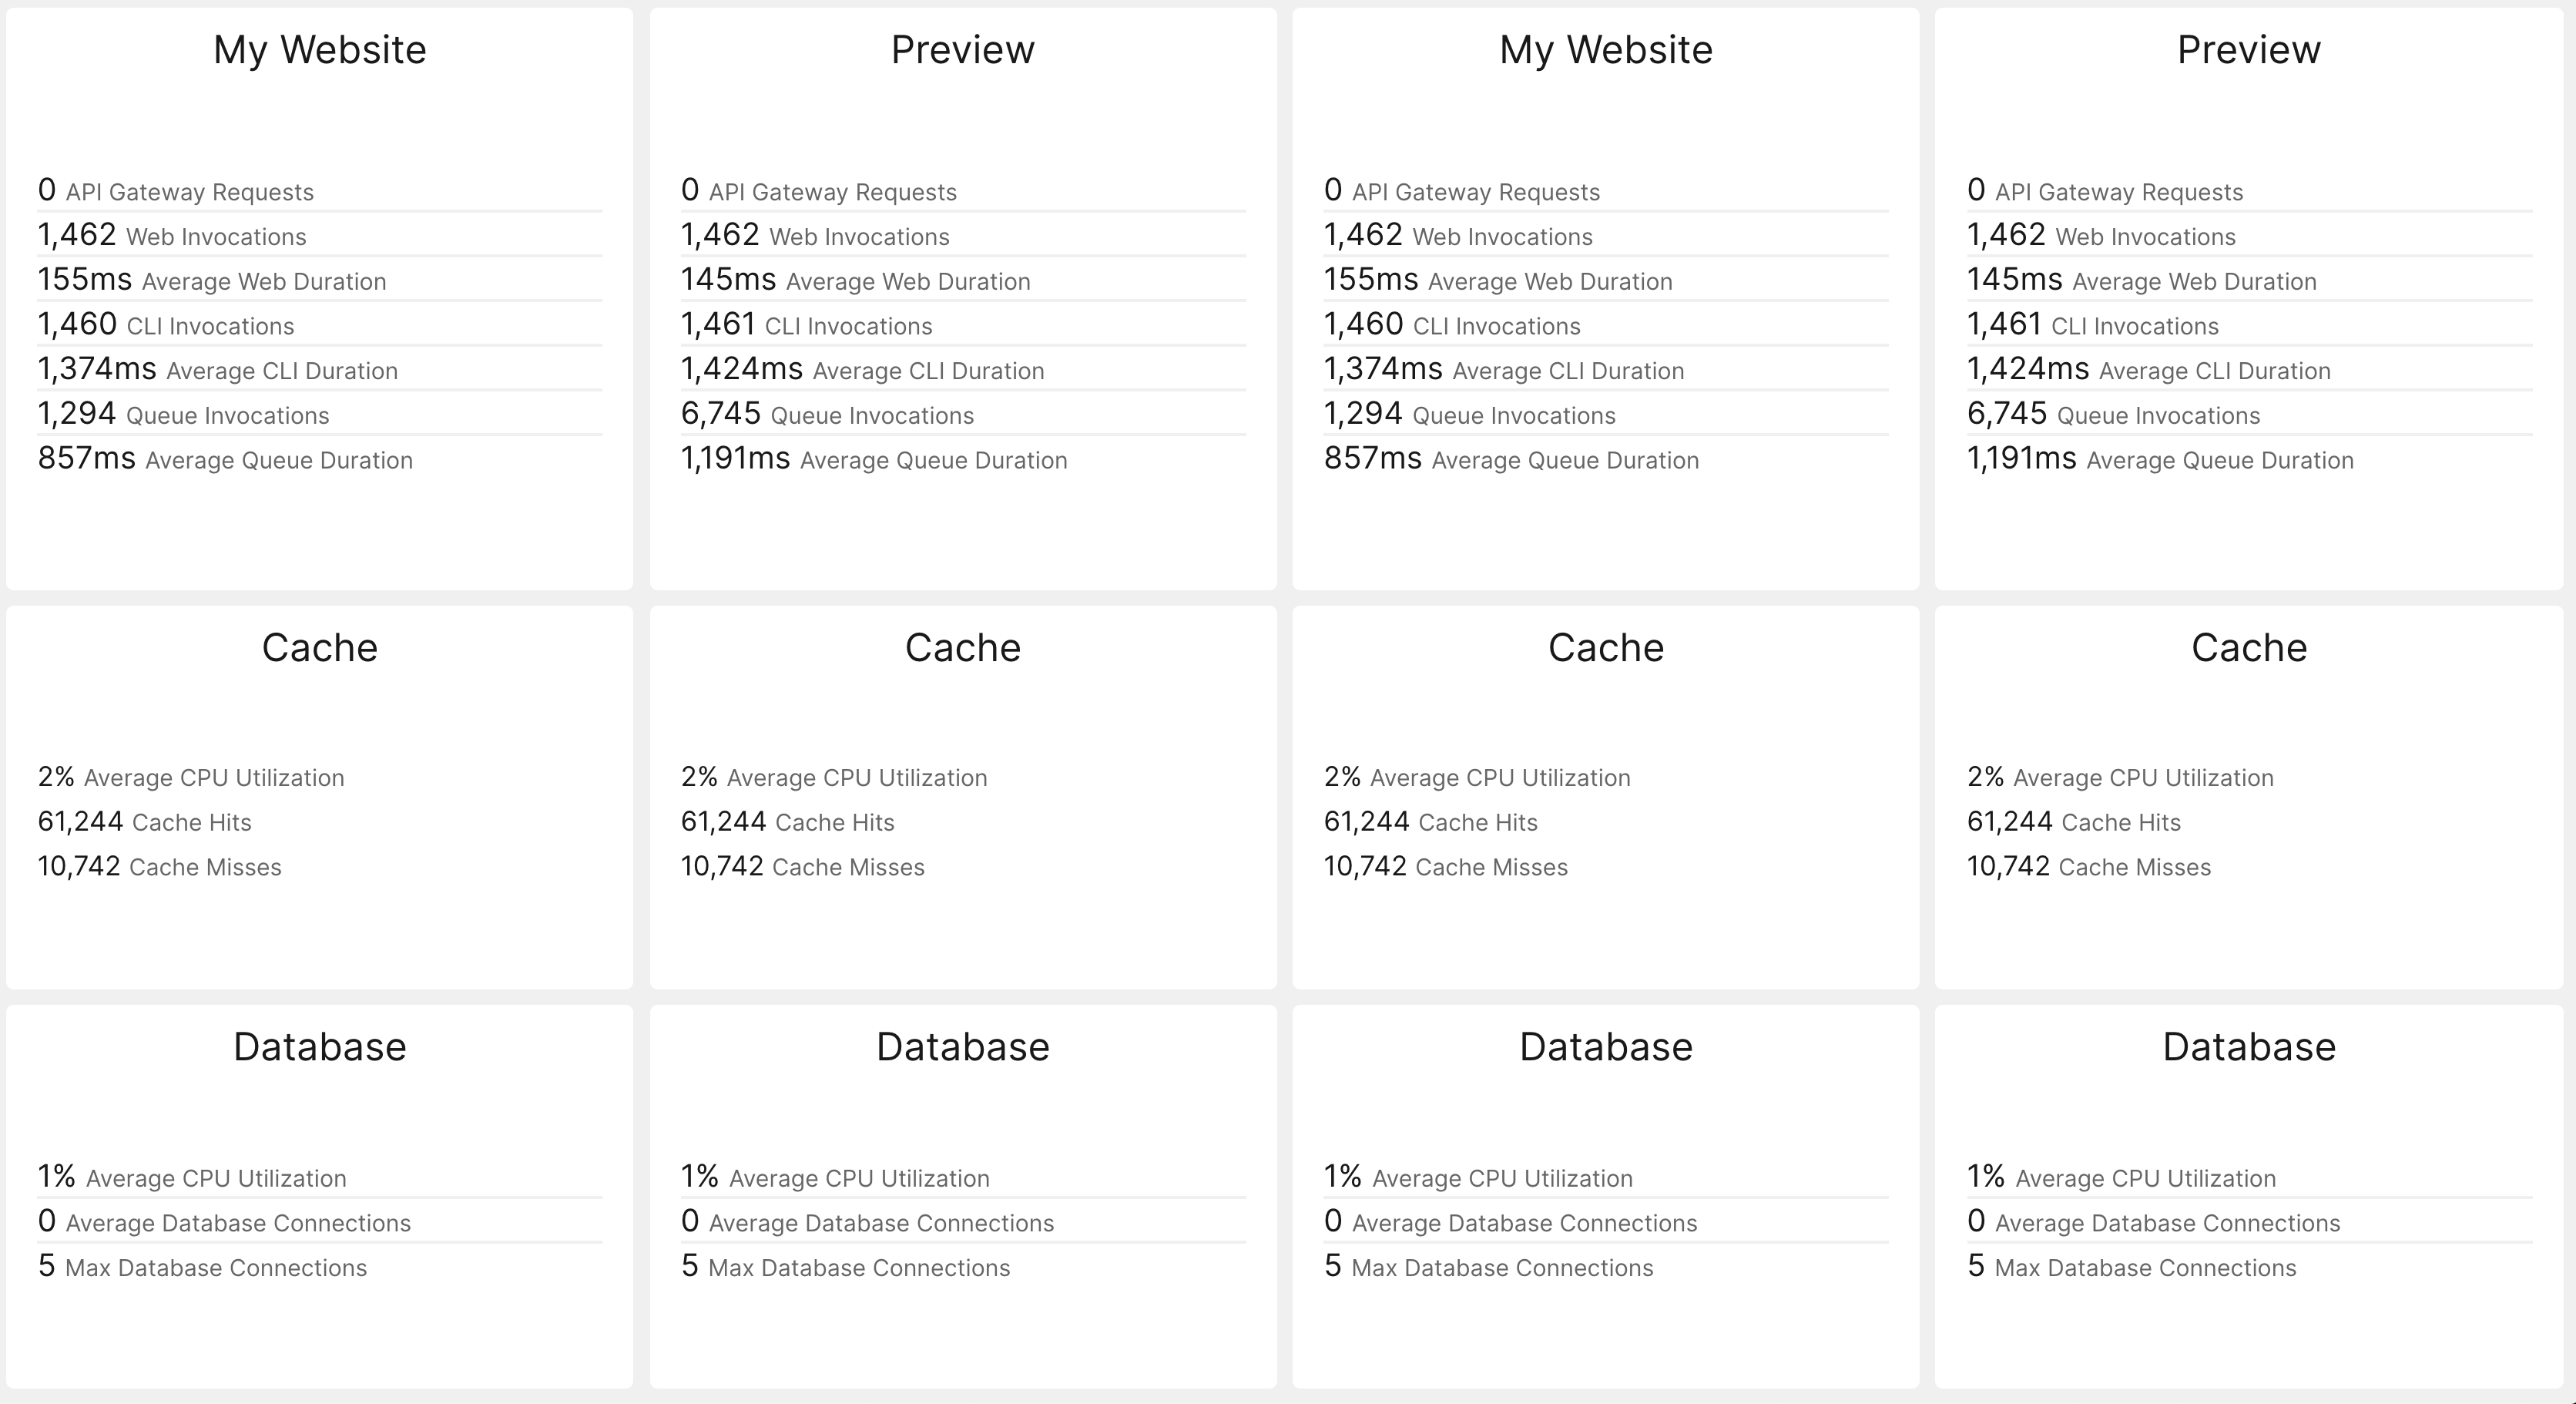 My Website
0 API Gateway Requests
1,462 Web Invocations
155ms Average Web Duration
1,460 CLI Invocations
1,374ms Average CLI Duration
1,294 Queue Invocations
857ms Average Queue Duration
Preview
0 API Gateway Requests
1,462 Web Invocations
145ms Average Web Duration
1,461 CLI Invocations
1,424ms Average CLI Duration
6,745 Queue Invocations
1,191ms Average Queue Duration
My Website
0 API Gateway Requests
1,462 Web Invocations
155ms Average Web Duration
1,460 CLI Invocations
1,374ms Average CLI Duration
1,294 Queue Invocations
857ms Average Queue Duration
Preview
0 API Gateway Requests
1,462 Web Invocations
145ms Average Web Duration
1,461 CLI Invocations
1,424ms Average CLI Duration
6,745 Queue Invocations
1,191ms Average Queue Duration
Cache
2% Average CPU Utilization
61,244 Cache Hits
10,742 Cache Misses
Cache
2% Average CPU Utilization
61,244 Cache Hits
10,742 Cache Misses
Cache
2% Average CPU Utilization
61,244 Cache Hits
10,742 Cache Misses
Cache
2% Average CPU Utilization
61,244 Cache Hits
10,742 Cache Misses
Database
1% Average CPU Utilization
0 Average Database Connections
5 Max Database Connections
Database
1% Average CPU Utilization
0 Average Database Connections
5 Max Database Connections
Database
1% Average CPU Utilization
0 Average Database Connections
5 Max Database Connections
Database
1% Average CPU Utilization
0 Average Database Connections
5 Max Database Connections